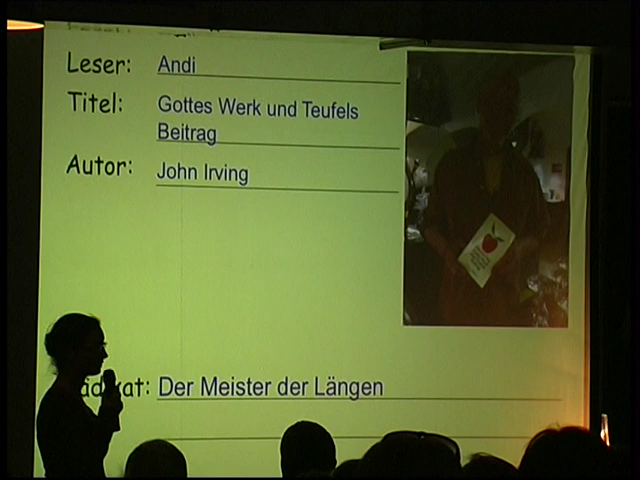 Leser: Andi
Titel: Gottes Werk und Teufels
Beitrag
Autor: John Irving
Der Meister der Längen